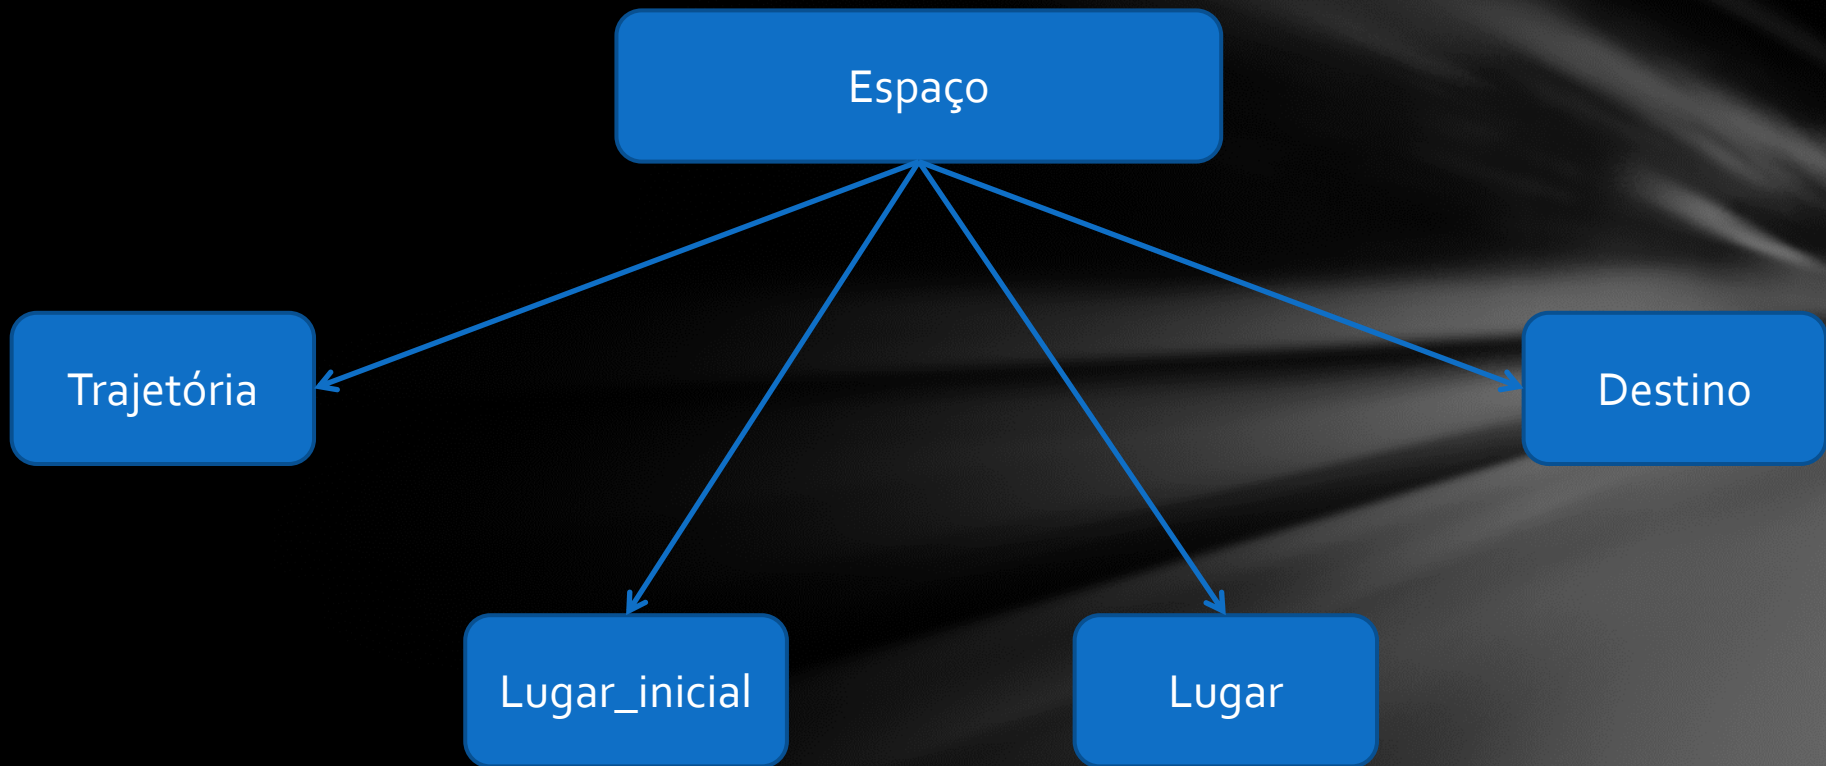 Espaço
Trajetória
Destino
Lugar_inicial
Lugar